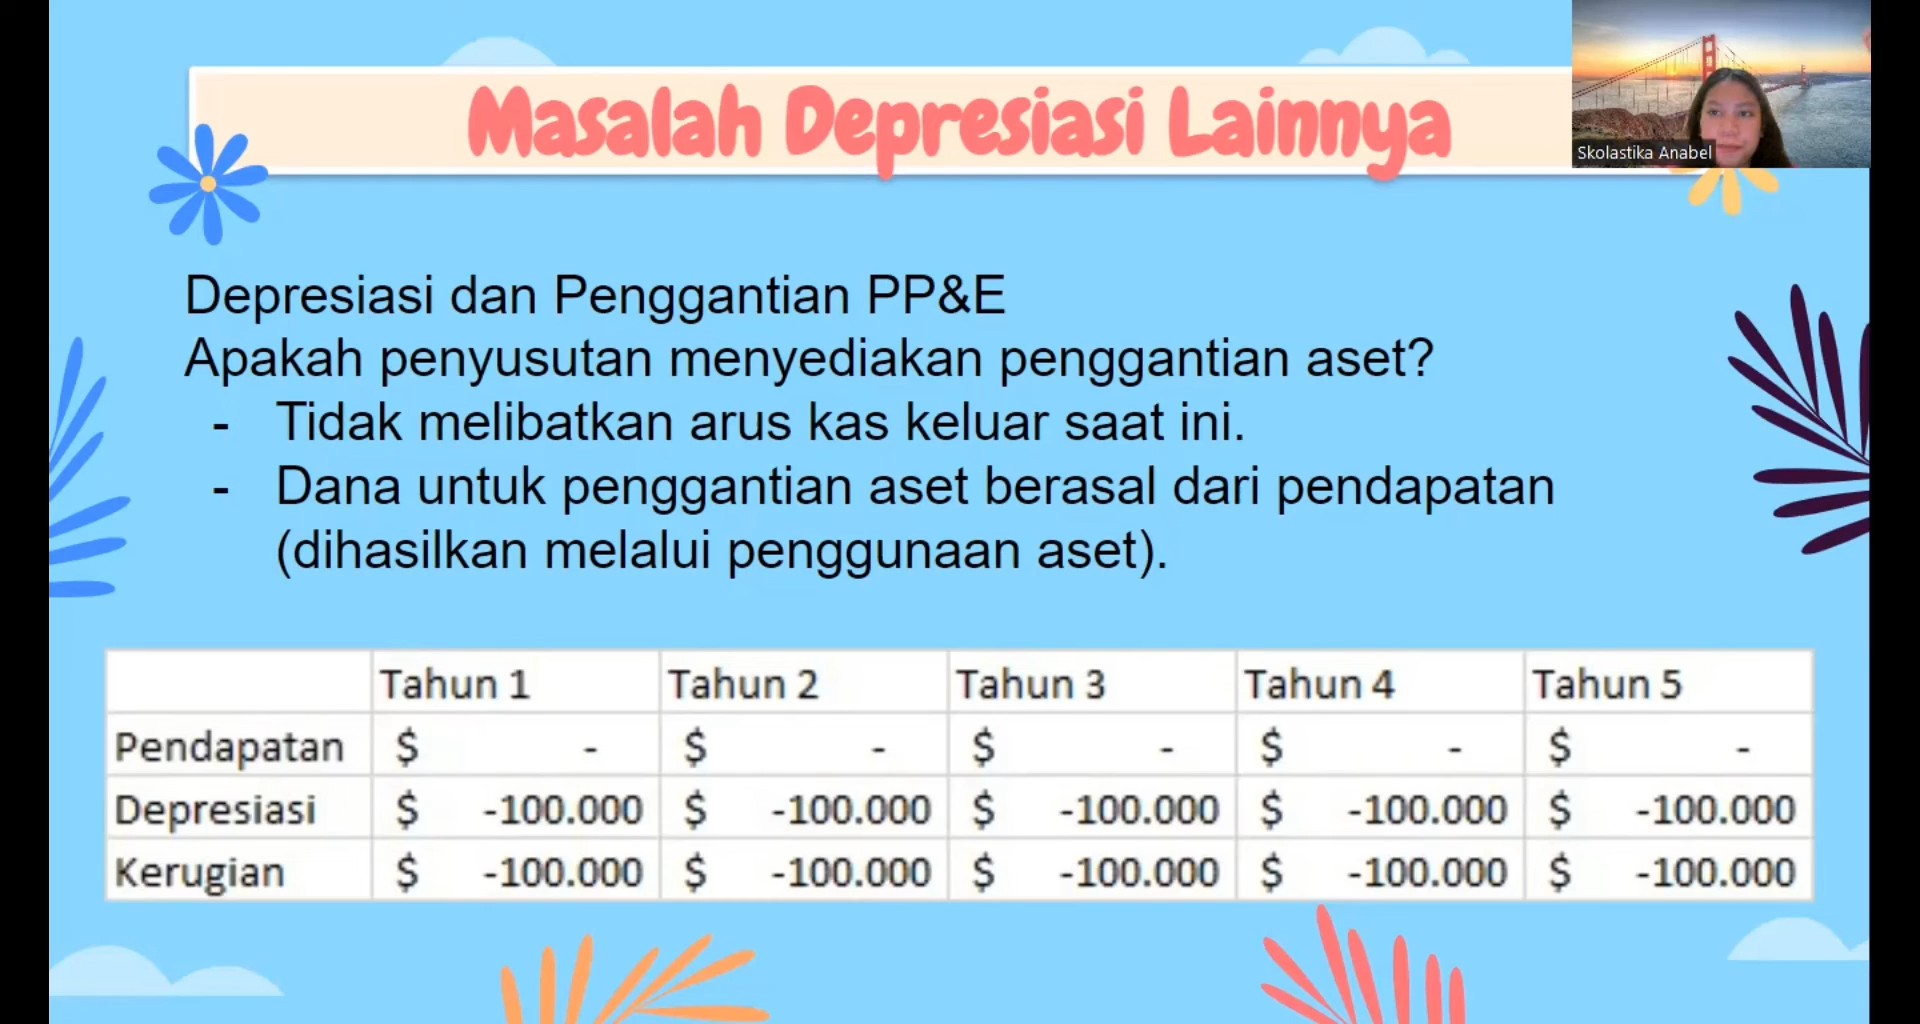 Masalah Depresiasi Lainnya
Skolastika Anabel
Depresiasi dan Penggantian PP&E
Apakah penyusutan menyediakan penggantian aset?
- Tidak melibatkan arus kas keluar saat ini.
- Dana untuk penggantian aset berasal dari pendapatan
(dihasilkan melalui penggunaan aset).
Tahun 1 Tahun 2 Tahun 3 Tahun 4 Tahun 5
Pendapatan $ - $ - $ - $ - $ -
Depresiasi $ -100.000 $ -100.000 $ -100.000 $ -100.000 $ -100.000
Kerugian $ -100.000 $ -100.000 $ -100.000 $ -100.000 $ -100.000